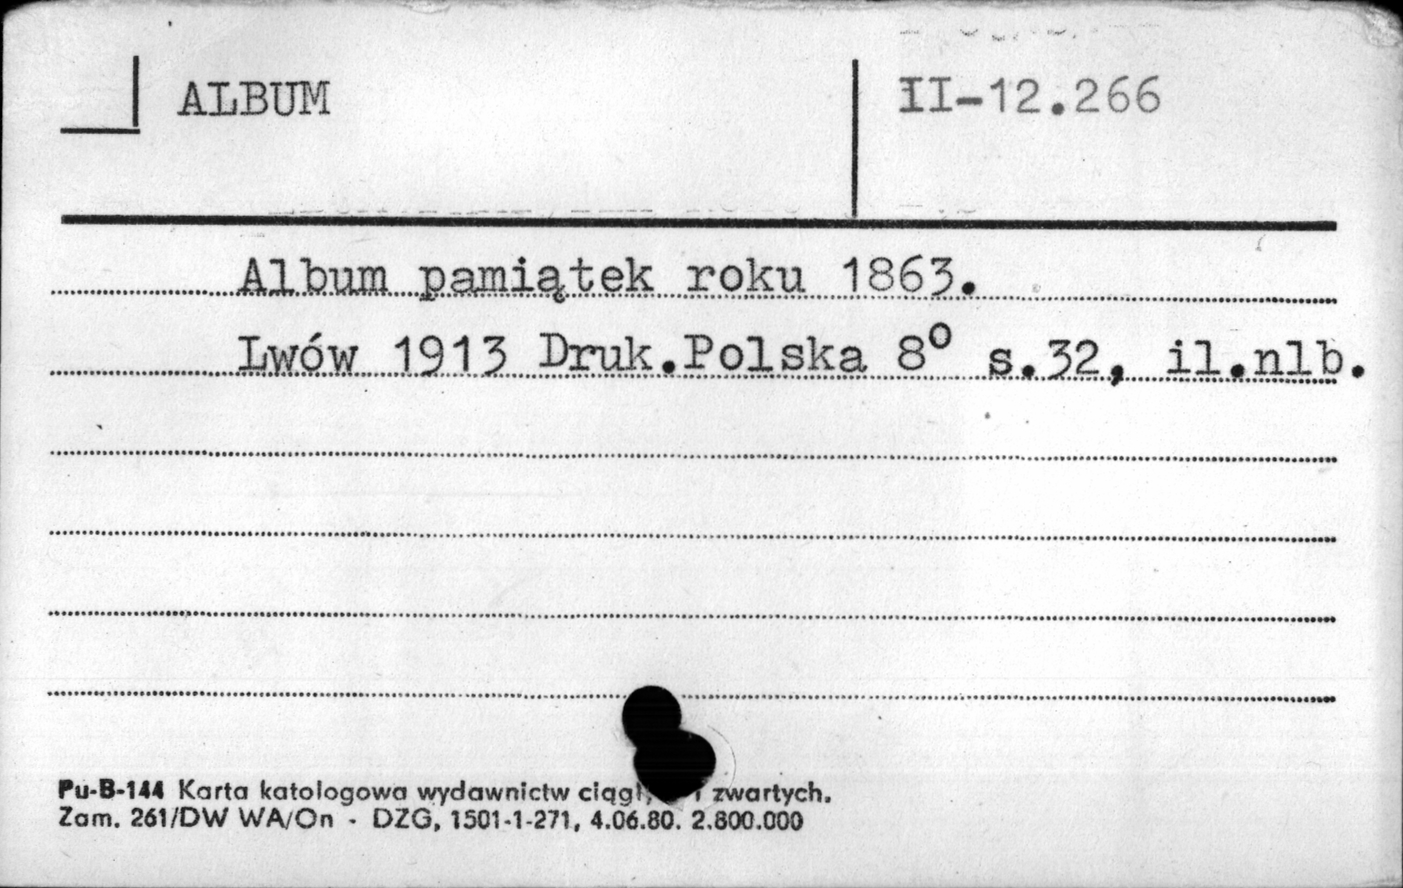 ALBUM
II-12.266
Album pamiątek roku 1863.
Lwów 1913 Druk.Polska 8º s.32, il.nlb.
Pu-B-144 Karta katalogowa wydawnictw ciągł, i zwartych.
Zam. 261/DW WA/On - DZG, 1501-1-271, 4.06.80. 2.800.000